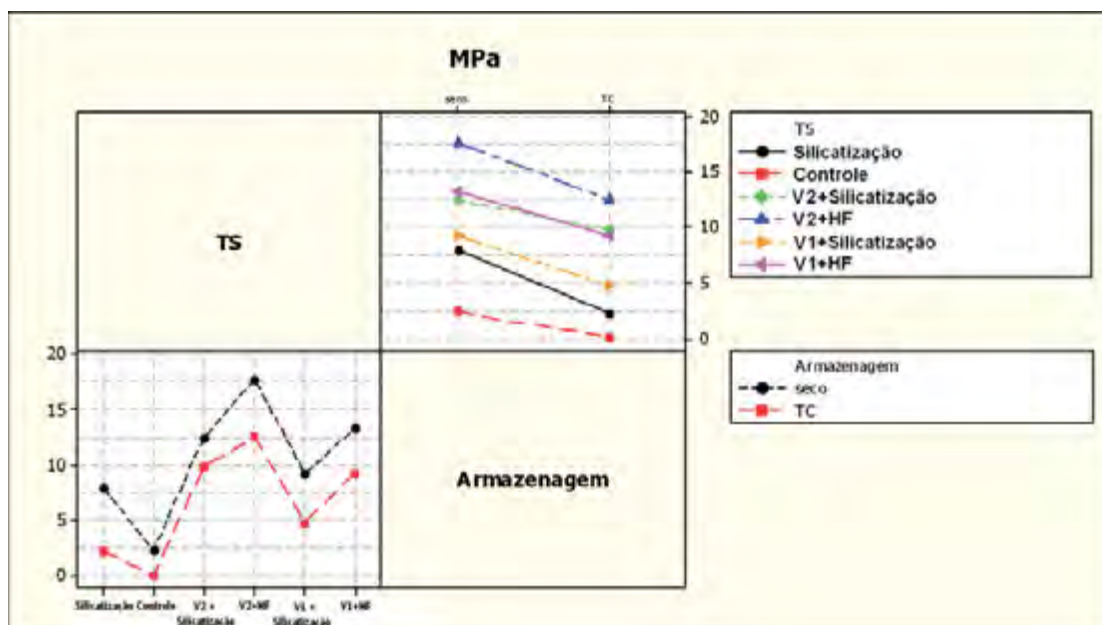 MPa
seco TC
20
15
10
5
0
TS
TS
Silicatização
Controle
V2+Silicatização
V2+HF
V1+Silicatização
V1+HF
20
15
10
5
0
Armazenagem
Armazenagem
seco
TC
Silicatização Controle V2 + Silicatização V2+HF V1 + Silicatização V1+HF